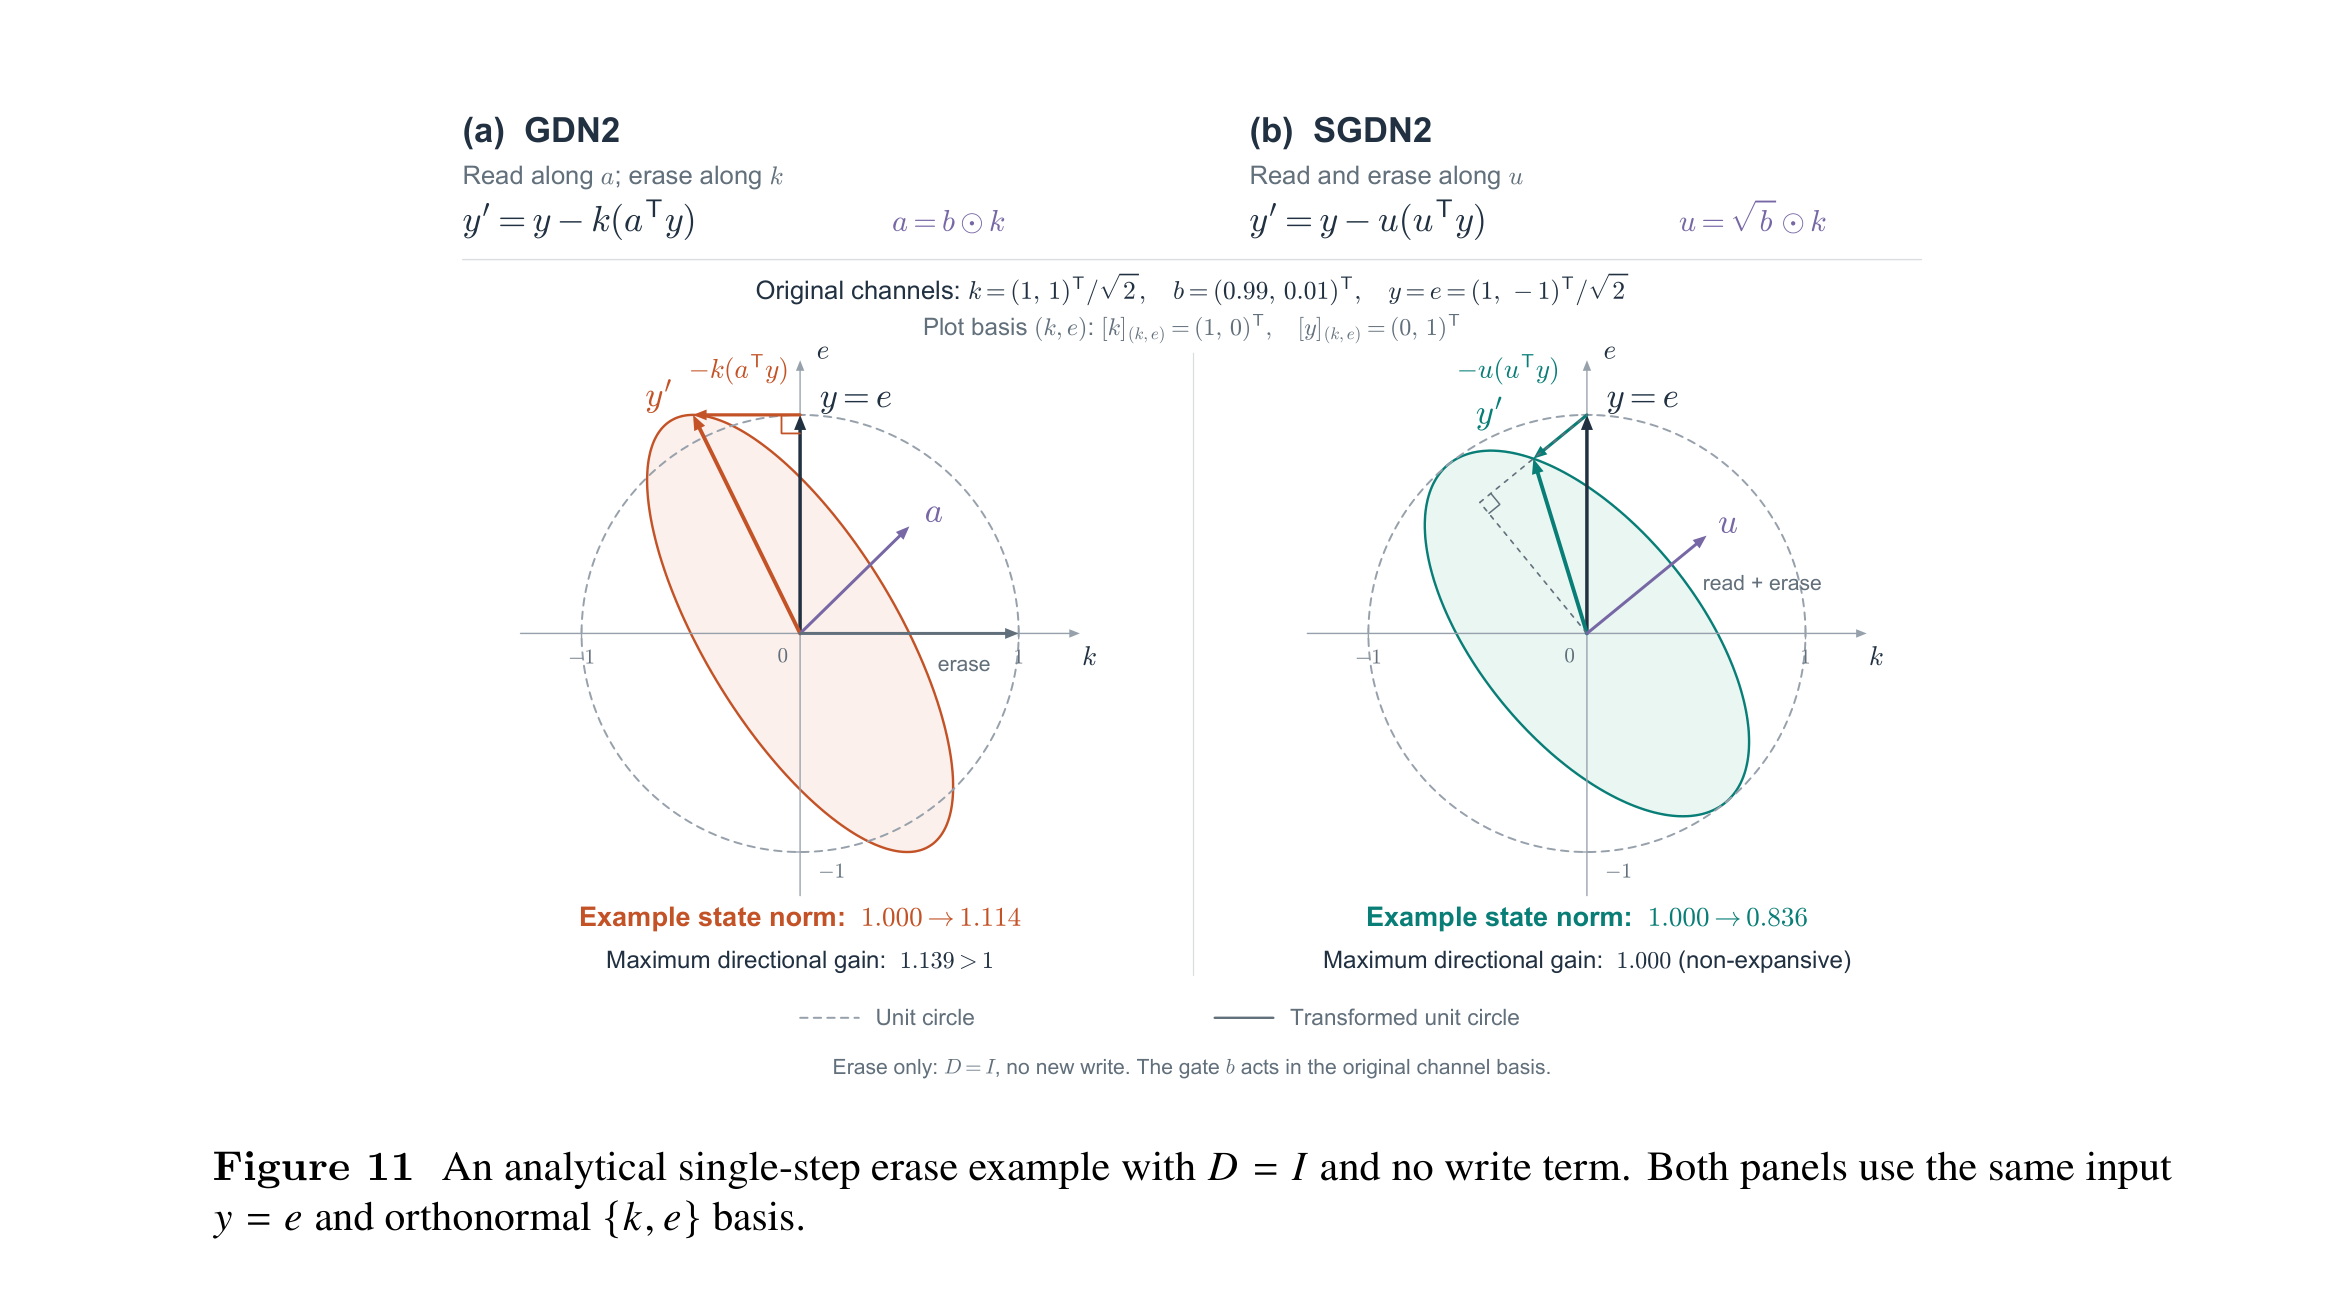 (a) GDN2
Read along a; erase along k
y′ = y − k(a⊤y)
a = b ⊙ k
(b) SGDN2
Read and erase along u
y′ = y − u(u⊤y)
u = √b ⊙ k
Original channels: k = (1, 1)⊤/√2, b = (0.99, 0.01)⊤, y = e = (1, −1)⊤/√2
Plot basis (k, e): [k](k, e) = (1, 0)⊤, [y](k, e) = (0, 1)⊤
e
−k(a⊤y)
y′
y = e
a
−1
0
erase
1
k
−1
Example state norm: 1.000 → 1.114
Maximum directional gain: 1.139 > 1
e
−u(u⊤y)
y′
y = e
u
read + erase
−1
0
1
k
−1
Example state norm: 1.000 → 0.836
Maximum directional gain: 1.000 (non-expansive)
Unit circle
Transformed unit circle
Erase only: D = I, no new write. The gate b acts in the original channel basis.
Figure 11 An analytical single-step erase example with D = I and no write term. Both panels use the same input
y = e and orthonormal {k, e} basis.